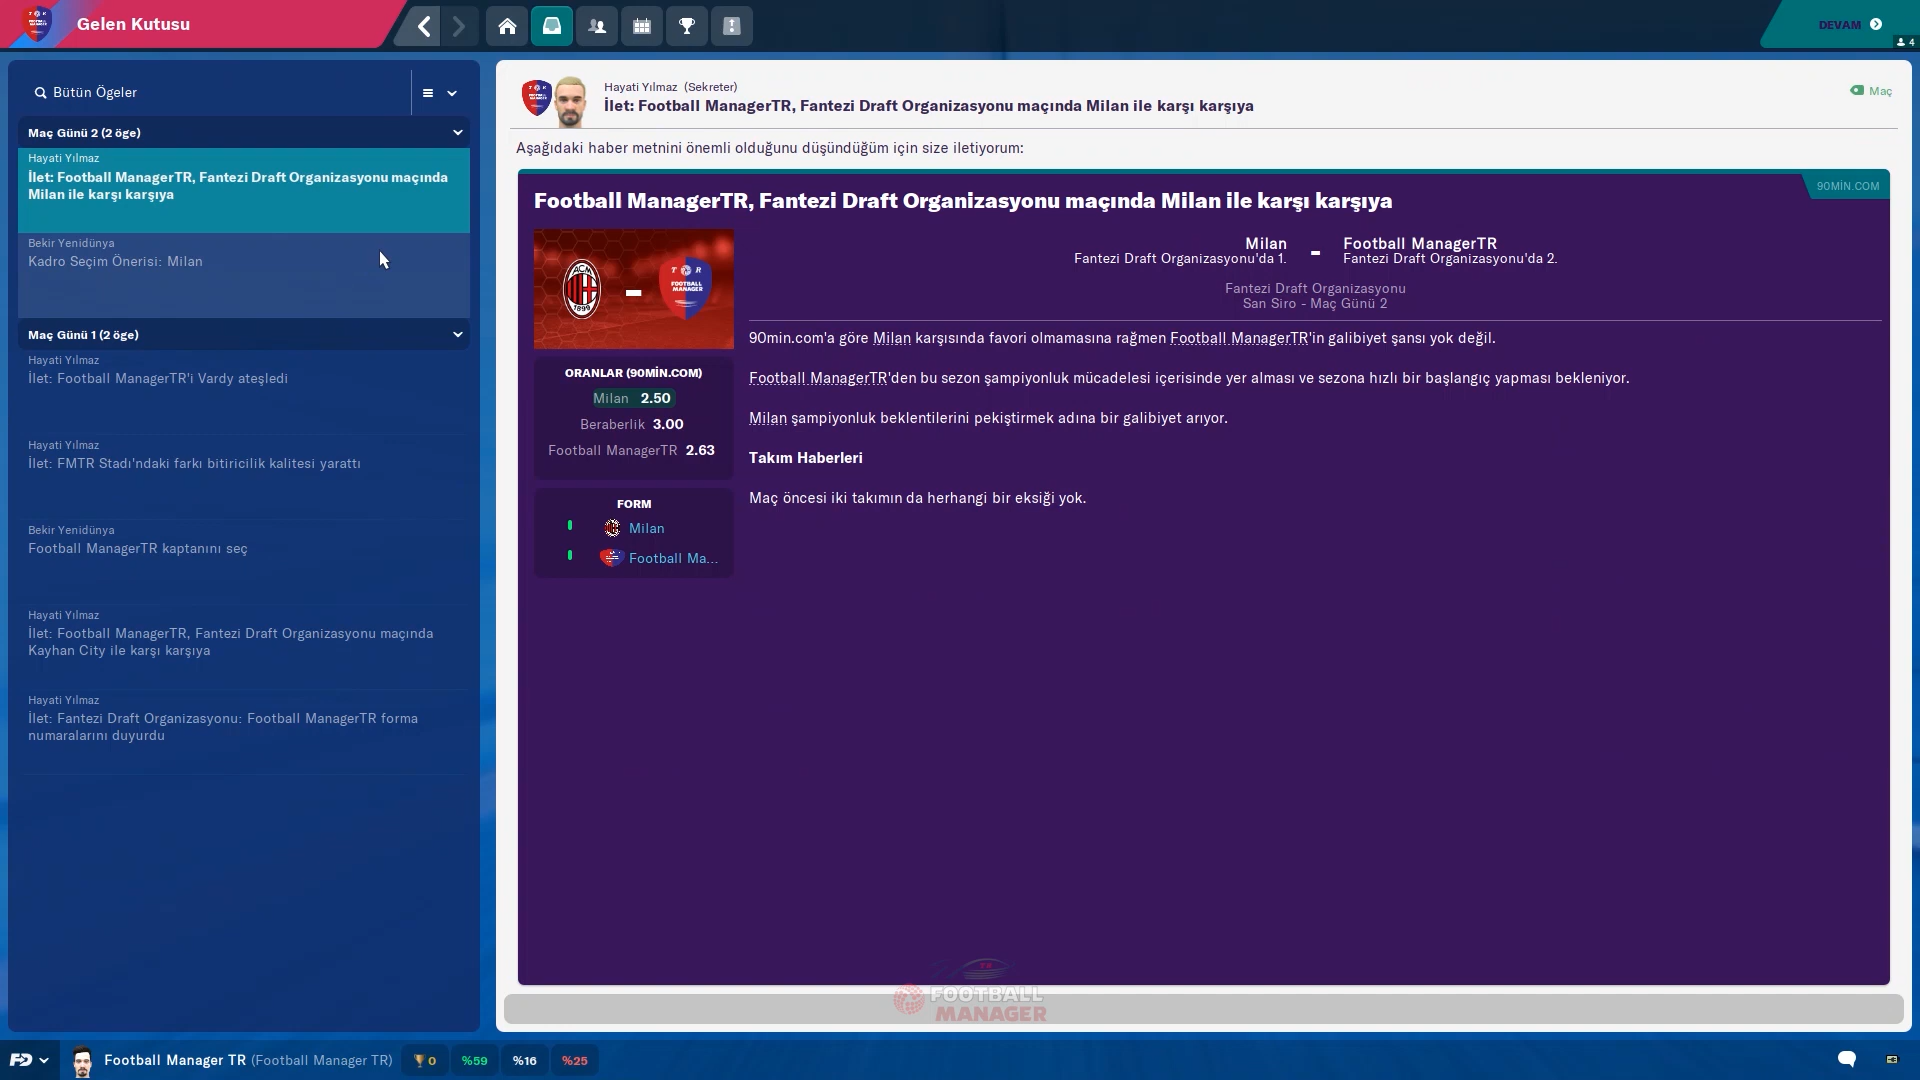 Gelen Kutusu
DEVAM
4
Bütün Ögeler
Maç Günü 2 (2 öge)
Hayati Yılmaz
İlet: Football ManagerTR, Fantezi Draft Organizasyonu maçında
Milan ile karşı karşıya
Bekir Yenidünya
Kadro Seçim Önerisi: Milan
Maç Günü 1 (2 öge)
Hayati Yılmaz
İlet: Football ManagerTR'i Vardy ateşledi
Hayati Yılmaz
İlet: FMTR Stadı'ndaki farkı bitiricilik kalitesi yarattı
Bekir Yenidünya
Football ManagerTR kaptanını seç
Hayati Yılmaz
İlet: Football ManagerTR, Fantezi Draft Organizasyonu maçında
Kayhan City ile karşı karşıya
Hayati Yılmaz
İlet: Fantezi Draft Organizasyonu: Football ManagerTR forma
numaralarını duyurdu
Hayati Yılmaz (Sekreter)
İlet: Football ManagerTR, Fantezi Draft Organizasyonu maçında Milan ile karşı karşıya
Maç
Aşağıdaki haber metnini önemli olduğunu düşündüğüm için size iletiyorum:
90MİN.COM
Football ManagerTR, Fantezi Draft Organizasyonu maçında Milan ile karşı karşıya
ACM
1899
-
T R
FOOTBALL
MANAGER
Milan - Football ManagerTR
Fantezi Draft Organizasyonu'da 1. Fantezi Draft Organizasyonu'da 2.
Fantezi Draft Organizasyonu
San Siro - Maç Günü 2
90min.com'a göre Milan karşısında favori olmamasına rağmen Football ManagerTR'in galibiyet şansı yok değil.
Football ManagerTR'den bu sezon şampiyonluk mücadelesi içerisinde yer alması ve sezona hızlı bir başlangıç yapması bekleniyor.
Milan şampiyonluk beklentilerini pekiştirmek adına bir galibiyet arıyor.
Takım Haberleri
Maç öncesi iki takımın da herhangi bir eksiği yok.
ORANLAR (90MİN.COM)
Milan 2.50
Beraberlik 3.00
Football ManagerTR 2.63
FORM
Milan
Football Ma...
FOOTBALL
MANAGER
FD
Football Manager TR (Football Manager TR)
0
%59
%16
%25